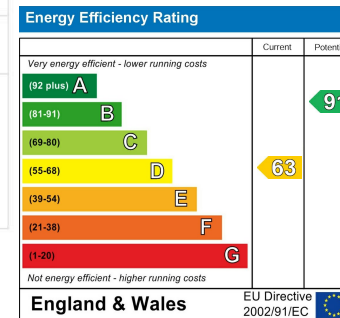 Energy Efficiency Rating
Current
Very energy efficient - lower running costs
(92 plus) A
(81-91) B
91
(69-80) C
(55-68) D
63
(39-54) E
(21-38) F
(1-20) G
Not energy efficient - higher running costs
England & Wales
EU Directive
2002/91/EC